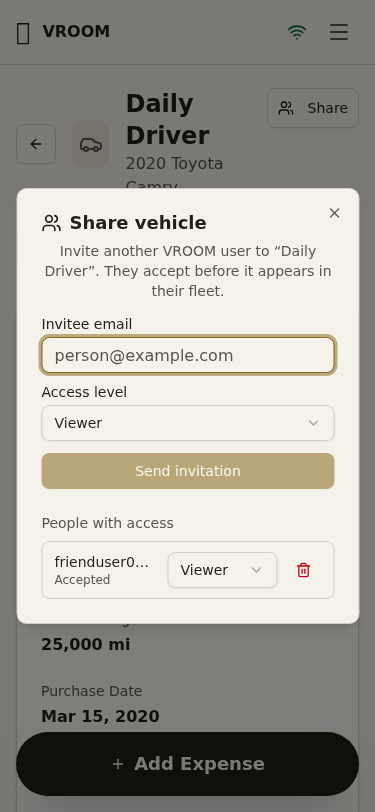 VROOM
Daily
Driver
Share
2020 Toyota
Camry
Share vehicle
Invite another VROOM user to “Daily
Driver”. They accept before it appears in
their fleet.
Invitee email
person@example.com
Access level
Viewer
Send invitation
People with access
frienduser0...
Accepted
Viewer
25,000 mi
Purchase Date
Mar 15, 2020
+ Add Expense